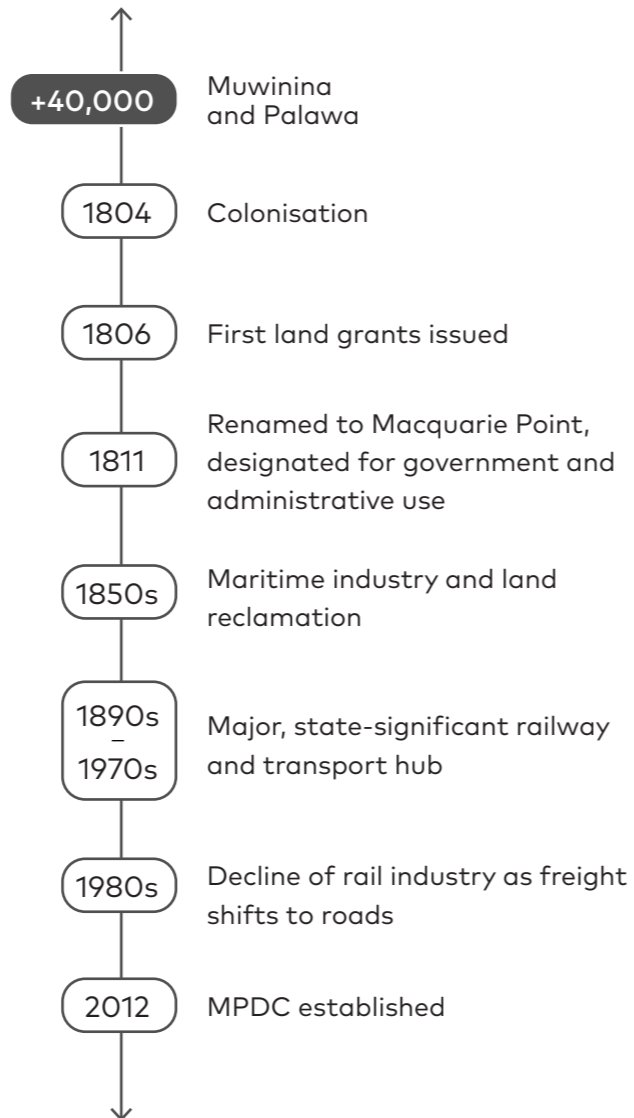 +40,000
Muwinina
and Palawa
1804
Colonisation
1806
First land grants issued
1811
Renamed to Macquarie Point,
designated for government and
administrative use
1850s
Maritime industry and land
reclamation
1890s
–
1970s
Major, state-significant railway
and transport hub
1980s
Decline of rail industry as freight
shifts to roads
2012
MPDC established